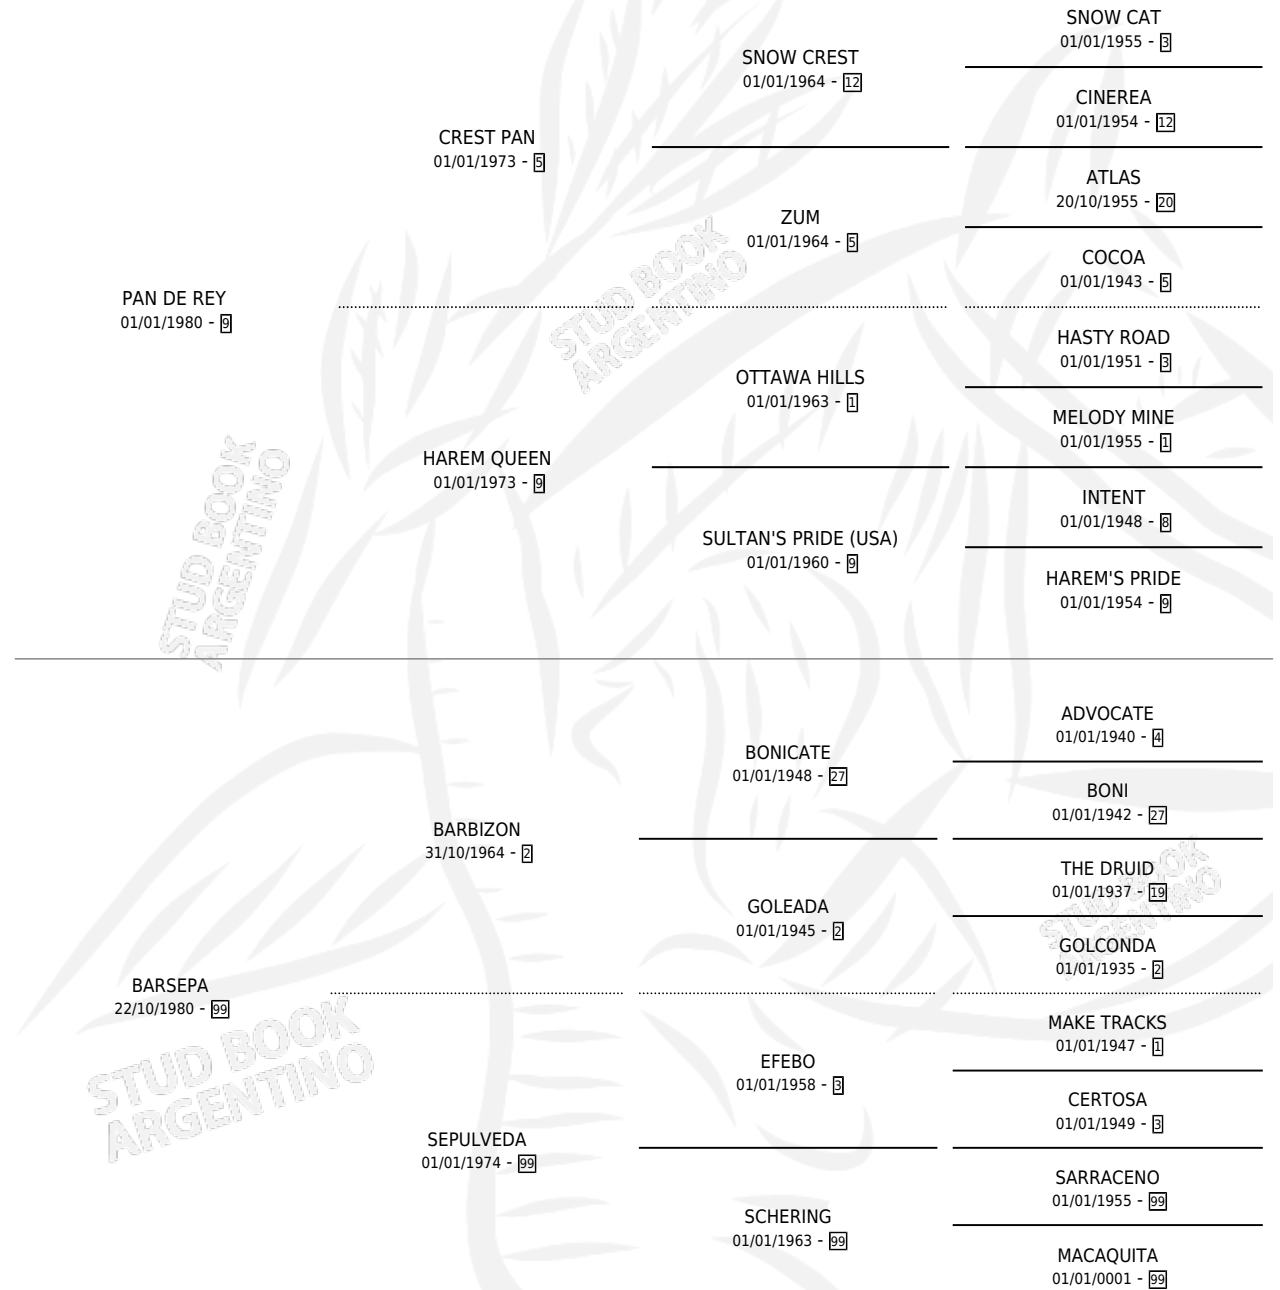 SNOW CAT
01/01/1955 - 3
SNOW CREST
01/01/1964 - 12
CINEREA
01/01/1954 - 12
CREST PAN
01/01/1973 - 5
ATLAS
20/10/1955 - 20
ZUM
01/01/1964 - 5
COCOA
01/01/1943 - 5
PAN DE REY
01/01/1980 - 9
HASTY ROAD
01/01/1951 - 3
OTTAWA HILLS
01/01/1963 - 1
MELODY MINE
01/01/1955 - 1
HAREM QUEEN
01/01/1973 - 9
INTENT
01/01/1948 - 8
SULTAN'S PRIDE (USA)
01/01/1960 - 9
HAREM'S PRIDE
01/01/1954 - 9
STUD BOOK
ARGENTINO
STUD BOOK
ARGENTINO
ADVOCATE
01/01/1940 - 4
BONICATE
01/01/1948 - 27
BONI
01/01/1942 - 27
BARBIZON
31/10/1964 - 2
THE DRUID
01/01/1937 - 19
GOLEADA
01/01/1945 - 2
GOLCONDA
01/01/1935 - 2
STUD BOOK
ARGENTINO
BARSEPA
22/10/1980 - 99
MAKE TRACKS
01/01/1947 - 1
EFEBO
01/01/1958 - 3
CERTOSA
01/01/1949 - 3
STUD BOOK
ARGENTINO
SEPULVEDA
01/01/1974 - 99
SARRACENO
01/01/1955 - 99
SCHERING
01/01/1963 - 99
MACAQUITA
01/01/0001 - 99